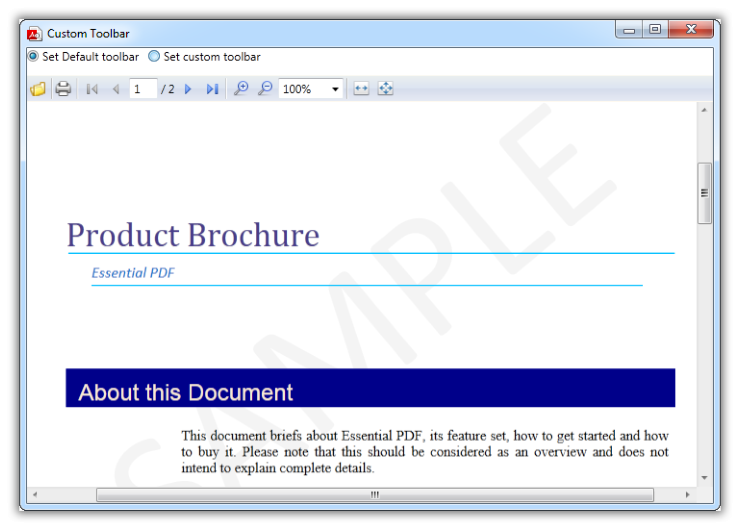 Custom Toolbar
Set Default toolbar Set custom toolbar
1 / 2 100%
SAMPLE
Product Brochure
Essential PDF
About this Document
This document briefs about Essential PDF, its feature set, how to get started and how
to buy it. Please note that this should be considered as an overview and does not
intend to explain complete details.